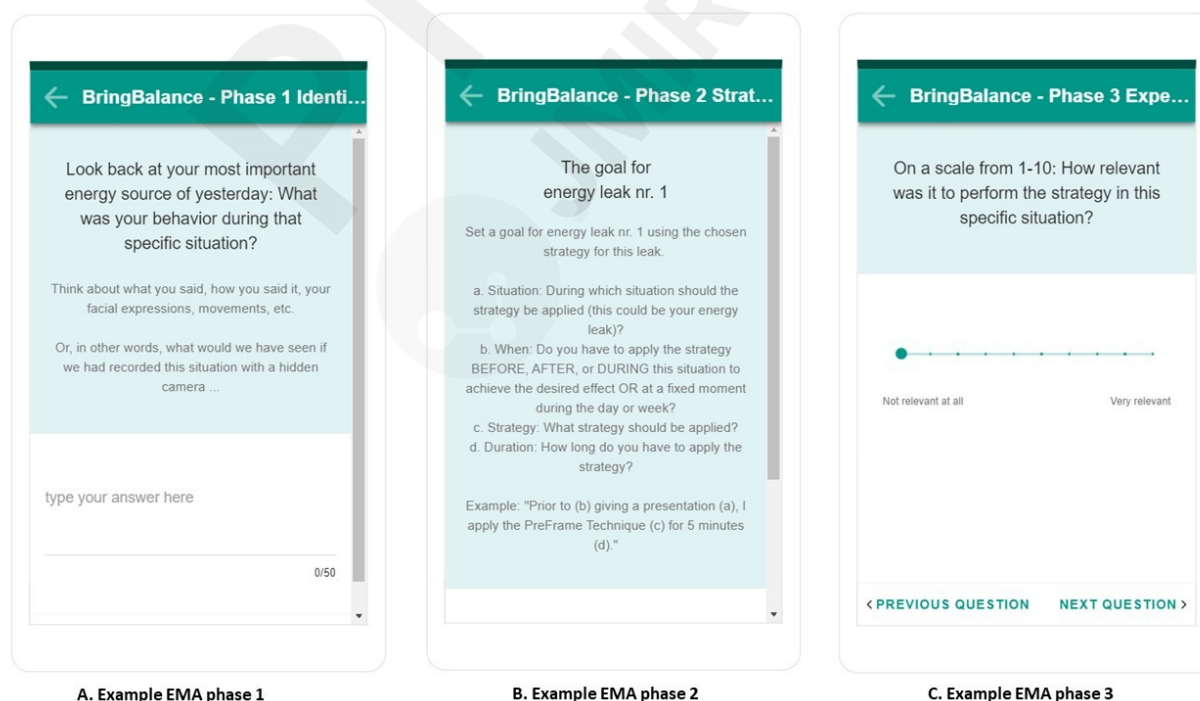 BringBalance - Phase 1 Identi...
Look back at your most important
energy source of yesterday: What
was your behavior during that
specific situation?
Think about what you said, how you said it, your
facial expressions, movements, etc.
Or, in other words, what would we have seen if
we had recorded this situation with a hidden
camera ...
type your answer here
0/50
A. Example EMA phase 1
BringBalance - Phase 2 Strat...
The goal for
energy leak nr. 1
Set a goal for energy leak nr. 1 using the chosen
strategy for this leak.
a. Situation: During which situation should the
strategy be applied (this could be your energy
leak)?
b. When: Do you have to apply the strategy
BEFORE, AFTER, or DURING this situation to
achieve the desired effect OR at a fixed moment
during the day or week?
c. Strategy: What strategy should be applied?
d. Duration: How long do you have to apply the
strategy?
Example: "Prior to (b) giving a presentation (a), I
apply the PreFrame Technique (c) for 5 minutes
(d)."
B. Example EMA phase 2
BringBalance - Phase 3 Expe...
On a scale from 1-10: How relevant
was it to perform the strategy in this
specific situation?
Not relevant at all
Very relevant
< PREVIOUS QUESTION
NEXT QUESTION >
C. Example EMA phase 3
JMIR